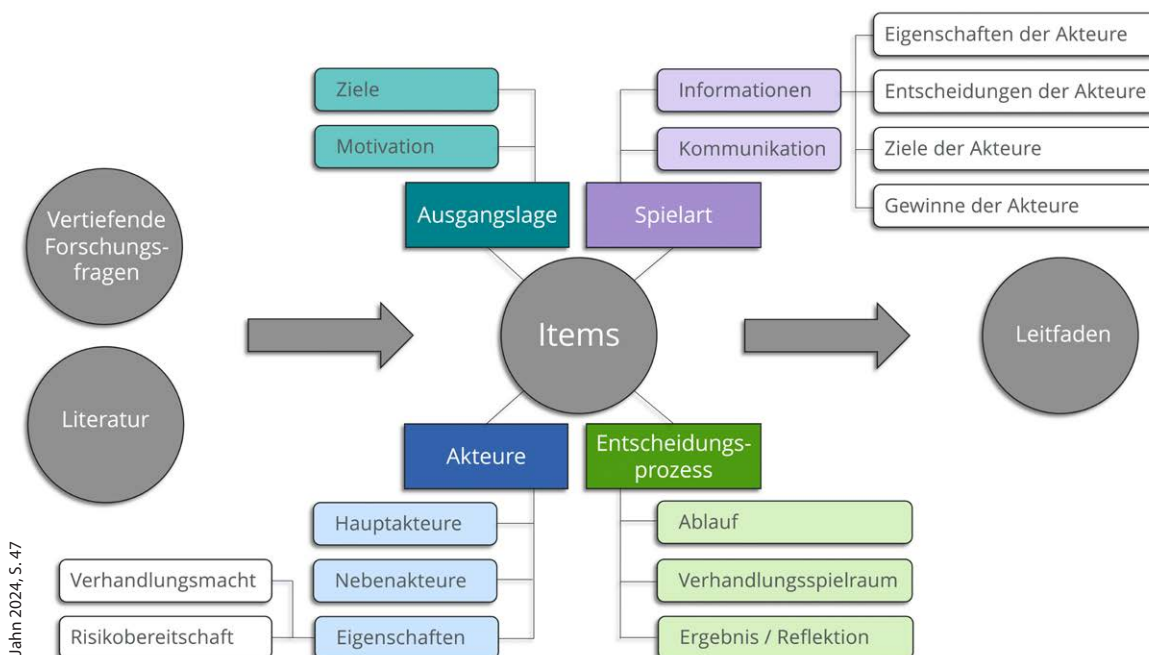 Eigenschaften der Akteure
Ziele
Informationen
Entscheidungen der Akteure
Motivation
Kommunikation
Ziele der Akteure
Gewinne der Akteure
Ausgangslage
Spielart
Vertiefende
Forschungs-
fragen
Items
Leitfaden
Literatur
Akteure
Entscheidungs-
prozess
Hauptakteure
Ablauf
Verhandlungsmacht
Nebenakteure
Verhandlungsspielraum
Risikobereitschaft
Eigenschaften
Ergebnis / Reflektion
Jahn 2024, S. 47